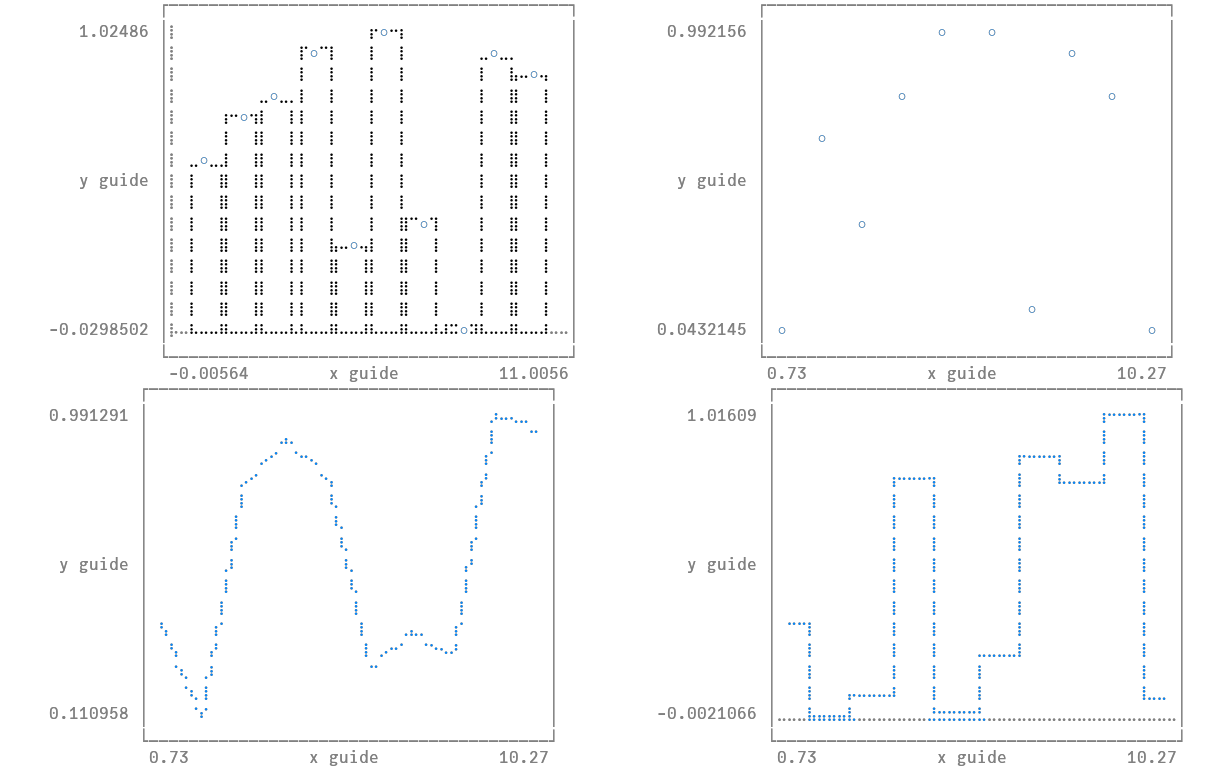 1.02486
y guide
-0.0298502
-0.00564 x guide 11.0056
0.992156
y guide
0.0432145
0.73 x guide 10.27
0.991291
y guide
0.110958
0.73 x guide 10.27
1.01609
y guide
-0.0021066
0.73 x guide 10.27